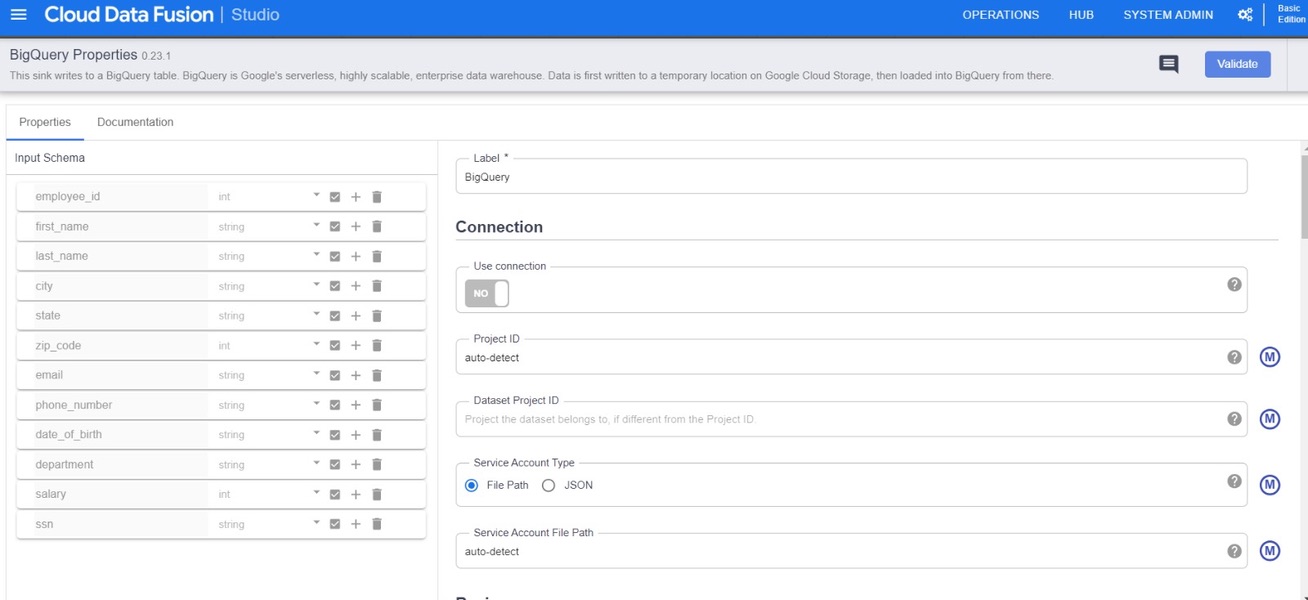 Cloud Data Fusion | Studio
OPERATIONS HUB SYSTEM ADMIN Basic Edition
BigQuery Properties 0.23.1
This sink writes to a BigQuery table. BigQuery is Google's serverless, highly scalable, enterprise data warehouse. Data is first written to a temporary location on Google Cloud Storage, then loaded into BigQuery from there.
Validate
Properties Documentation
Input Schema
employee_id int
first_name string
last_name string
city string
state string
zip_code int
email string
phone_number string
date_of_birth string
department string
salary int
ssn string
Label *
BigQuery
Connection
Use connection
NO
?
Project ID
auto-detect ? M
Dataset Project ID
Project the dataset belongs to, if different from the Project ID. ? M
Service Account Type
File Path JSON ? M
Service Account File Path
auto-detect ? M